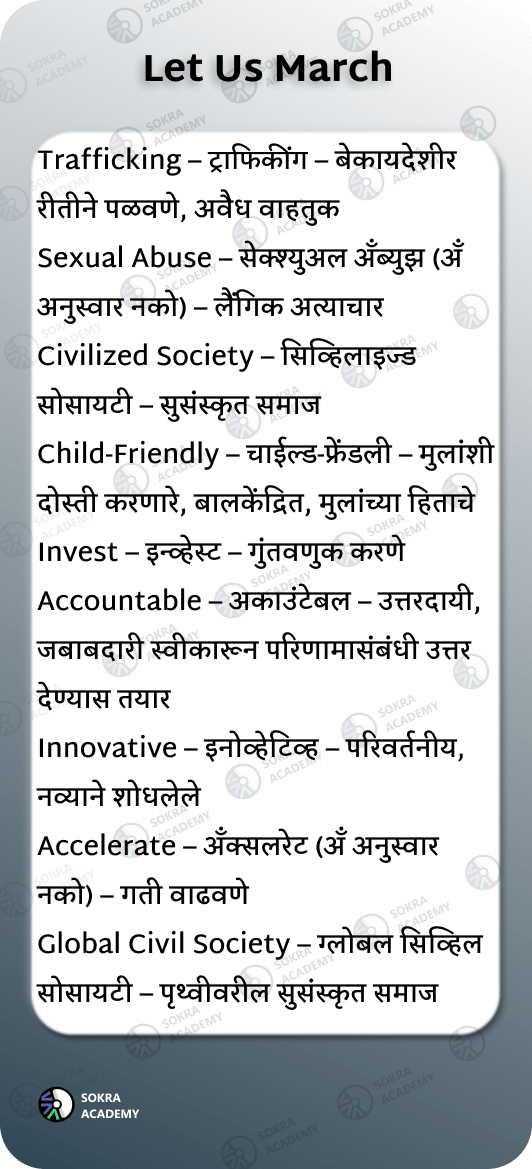 Let Us March
Trafficking – ट्राफिकींग – बेकायदेशीर
रीतीने पळवणे, अवैध वाहतुक
Sexual Abuse – सेक्श्युअल अँब्युझ (अँ
अनुस्वार नको) – लैंगिक अत्याचार
Civilized Society – सिव्हिलाइज्ड
सोसायटी – सुसंस्कृत समाज
Child-Friendly – चाईल्ड-फ्रेंडली – मुलांशी
दोस्ती करणारे, बालकेंद्रित, मुलांच्या हिताचे
Invest – इन्व्हेस्ट – गुंतवणुक करणे
Accountable – अकाउंटेबल – उत्तरदायी,
जबाबदारी स्वीकारून परिणामासंबंधी उत्तर
देण्यास तयार
Innovative – इनोव्हेटिव्ह – परिवर्तनीय,
नव्याने शोधलेले
Accelerate – अँक्सलरेट (अँ अनुस्वार
नको) – गती वाढवणे
Global Civil Society – ग्लोबल सिव्हिल
सोसायटी – पृथ्वीवरील सुसंस्कृत समाज
SOKRA
ACADEMY